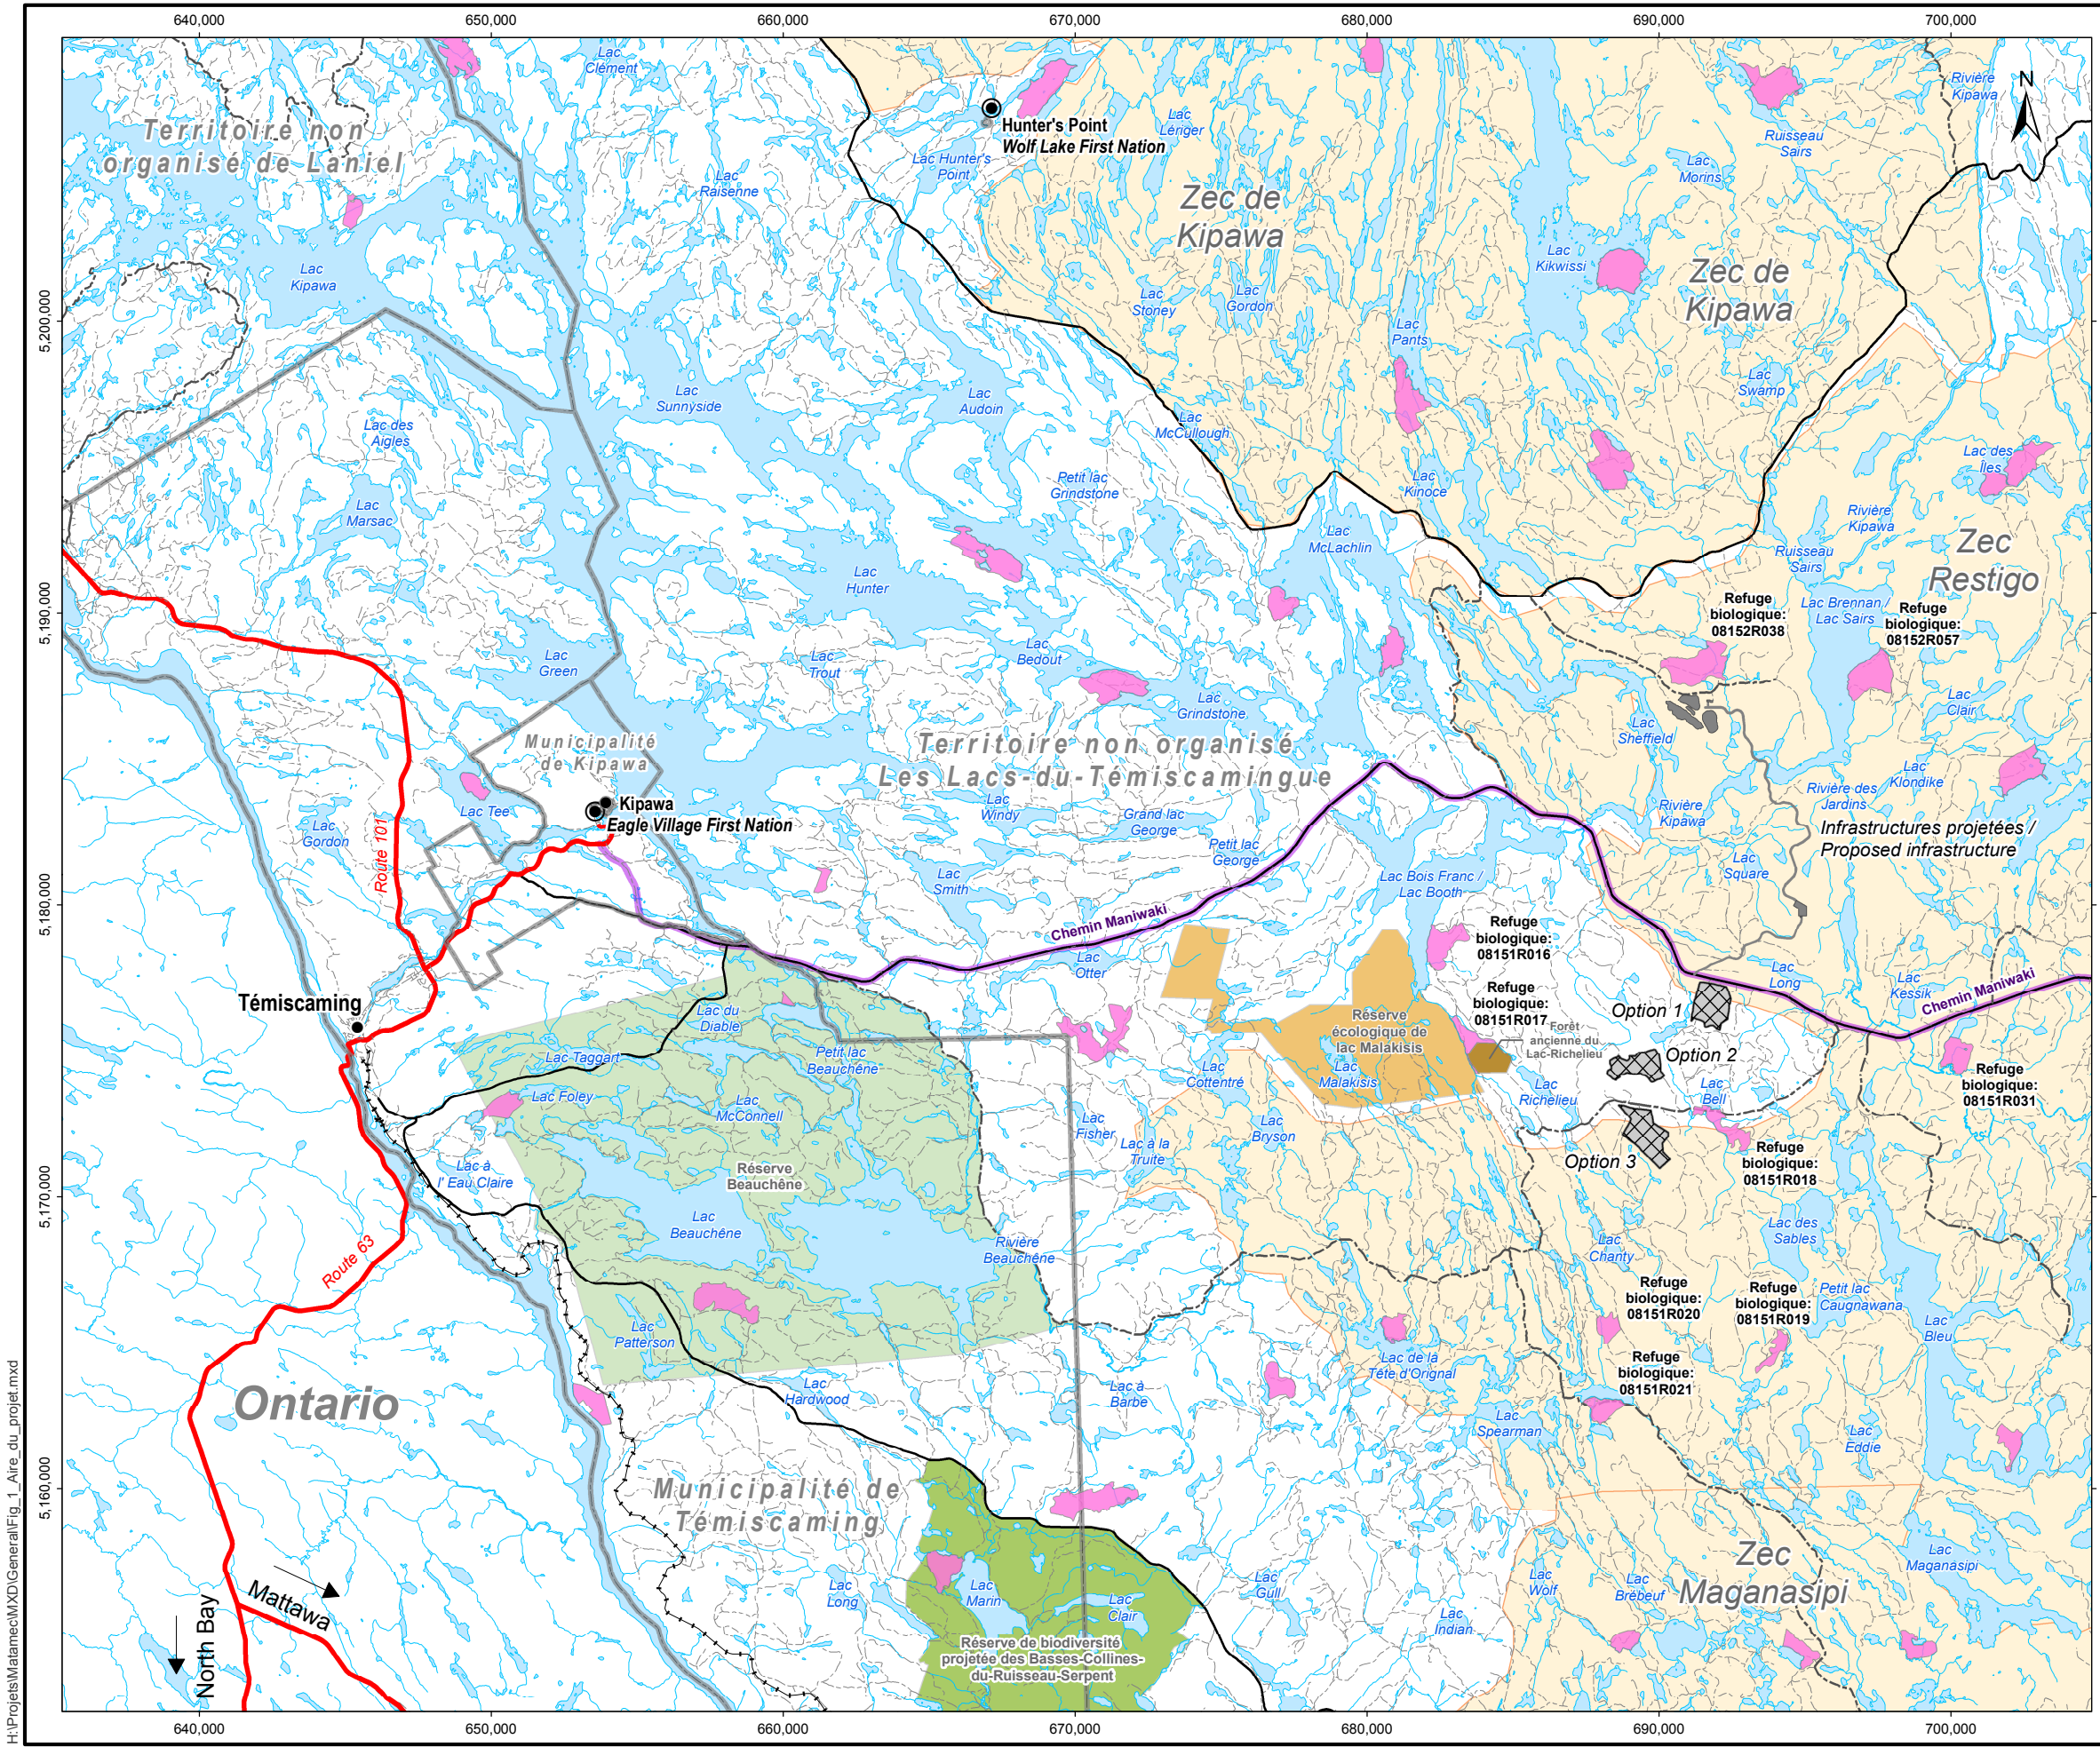 640,000
650,000
660,000
670,000
680,000
690,000
700,000
5,200,000
5,190,000
5,180,000
5,170,000
5,160,000
Lac
Clément
Territoire non
organisé de Laniel
Hunter's Point
Wolf Lake First Nation
Lac Hunter's
Point
Lac
Raisenne
Lac
Lériger
Zec de
Kipawa
Rivière
Kipawa
N
Ruisseau
Sairs
Lac
Morins
Lac
Kikwissi
Zec de
Kipawa
Lac
Kipawa
Lac
Stoney
Lac
Gordon
Lac
Pants
Lac
Swamp
Lac
Sunnyside
Lac
Audoin
Lac
McCullough
Lac des
Aigles
Lac
Marsac
Petit lac
Grindstone
Lac
Kinoce
Lac
McLachlin
Lac des
Îles
Rivière
Kipawa
Ruisseau
Sairs
Zec
Restigo
Lac
Hunter
Refuge
biologique:
08152R038
Lac Brennan /
Lac Sairs
Refuge
biologique:
08152R057
Lac
Green
Lac
Trout
Lac
Bedout
Lac
Grindstone
Lac
Sheffield
Lac
Clair
Municipalité
de Kipawa
Territoire non organisé
Les Lacs-du-Témiscamingue
Lac
Klondike
Rivière des
Jardins
Rivière
Kipawa
Infrastructures projetées /
Proposed infrastructure
Lac Tee
Kipawa
Eagle Village First Nation
Lac
Gordon
Route 101
Lac
Windy
Grand lac
George
Petit lac
George
Lac
Smith
Lac Bois Franc /
Lac Booth
Lac
Square
Chemin Maniwaki
Refuge
biologique:
08151R016
Lac
Otter
Lac
Long
Lac
Kessik
Chemin Maniwaki
Témiscaming
Refuge
biologique:
08151R017
Option 1
Lac du
Diable
Réserve
écologique de
lac Malakisis
Forêt
ancienne du
Lac-Richelieu
Option 2
Lac Taggart
Petit lac
Beauchêne
Lac
Cottentré
Lac
Malakisis
Lac
Richelieu
Lac
Bell
Refuge
biologique:
08151R031
Lac Foley
Lac
McConnell
Lac
Fisher
Lac à la
Truite
Lac
Bryson
Option 3
Refuge
biologique:
08151R018
Lac à
l' Eau Claire
Réserve
Beauchêne
Lac
Beauchêne
Rivière
Beauchêne
Lac des
Sables
Lac
Chanty
Route 63
Refuge
biologique:
08151R020
Refuge
biologique:
08151R019
Petit lac
Caugnawana
Lac
Bleu
Lac
Patterson
Lac de la
Tête d'Orignal
Refuge
biologique:
08151R021
Ontario
Lac
Hardwood
Lac à
Barbe
Lac
Spearman
Lac
Eddie
Municipalité de
Témiscaming
Zec
Maganasipi
Lac
Maganasipi
Mattawa
North Bay
Lac
Long
Lac
Marin
Lac
Clair
Lac
Gull
Lac
Wolf
Lac
Brébeuf
Lac
Indian
Réserve de biodiversité
projetée des Basses-Collines-
du-Ruisseau-Serpent
H:\Projets\Matamec\MXD\General\Fig_1_Aire_du_projet.mxd
640,000
650,000
660,000
670,000
680,000
690,000
700,000